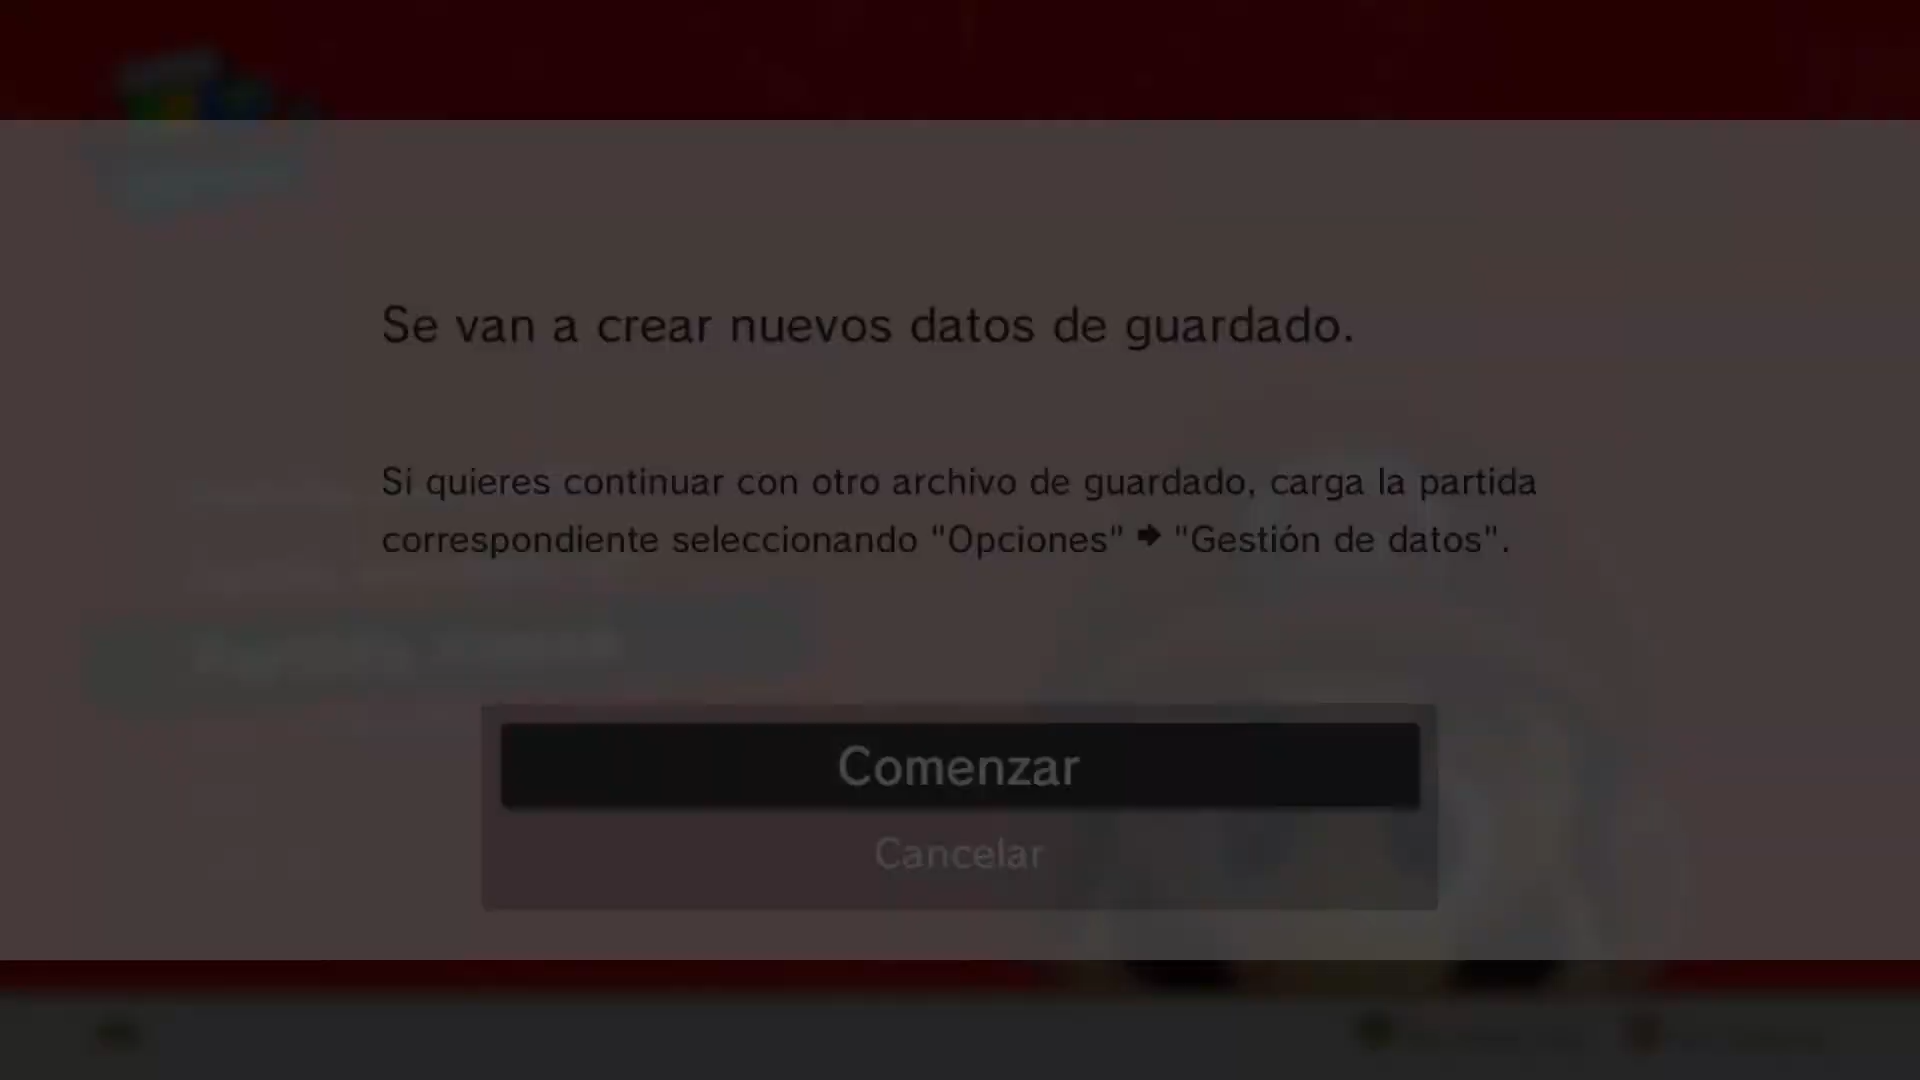 Se van a crear nuevos datos de guardado.
Si quieres continuar con otro archivo de guardado, carga la partida
correspondiente seleccionando "Opciones" ➡ "Gestión de datos".
Comenzar
Cancelar